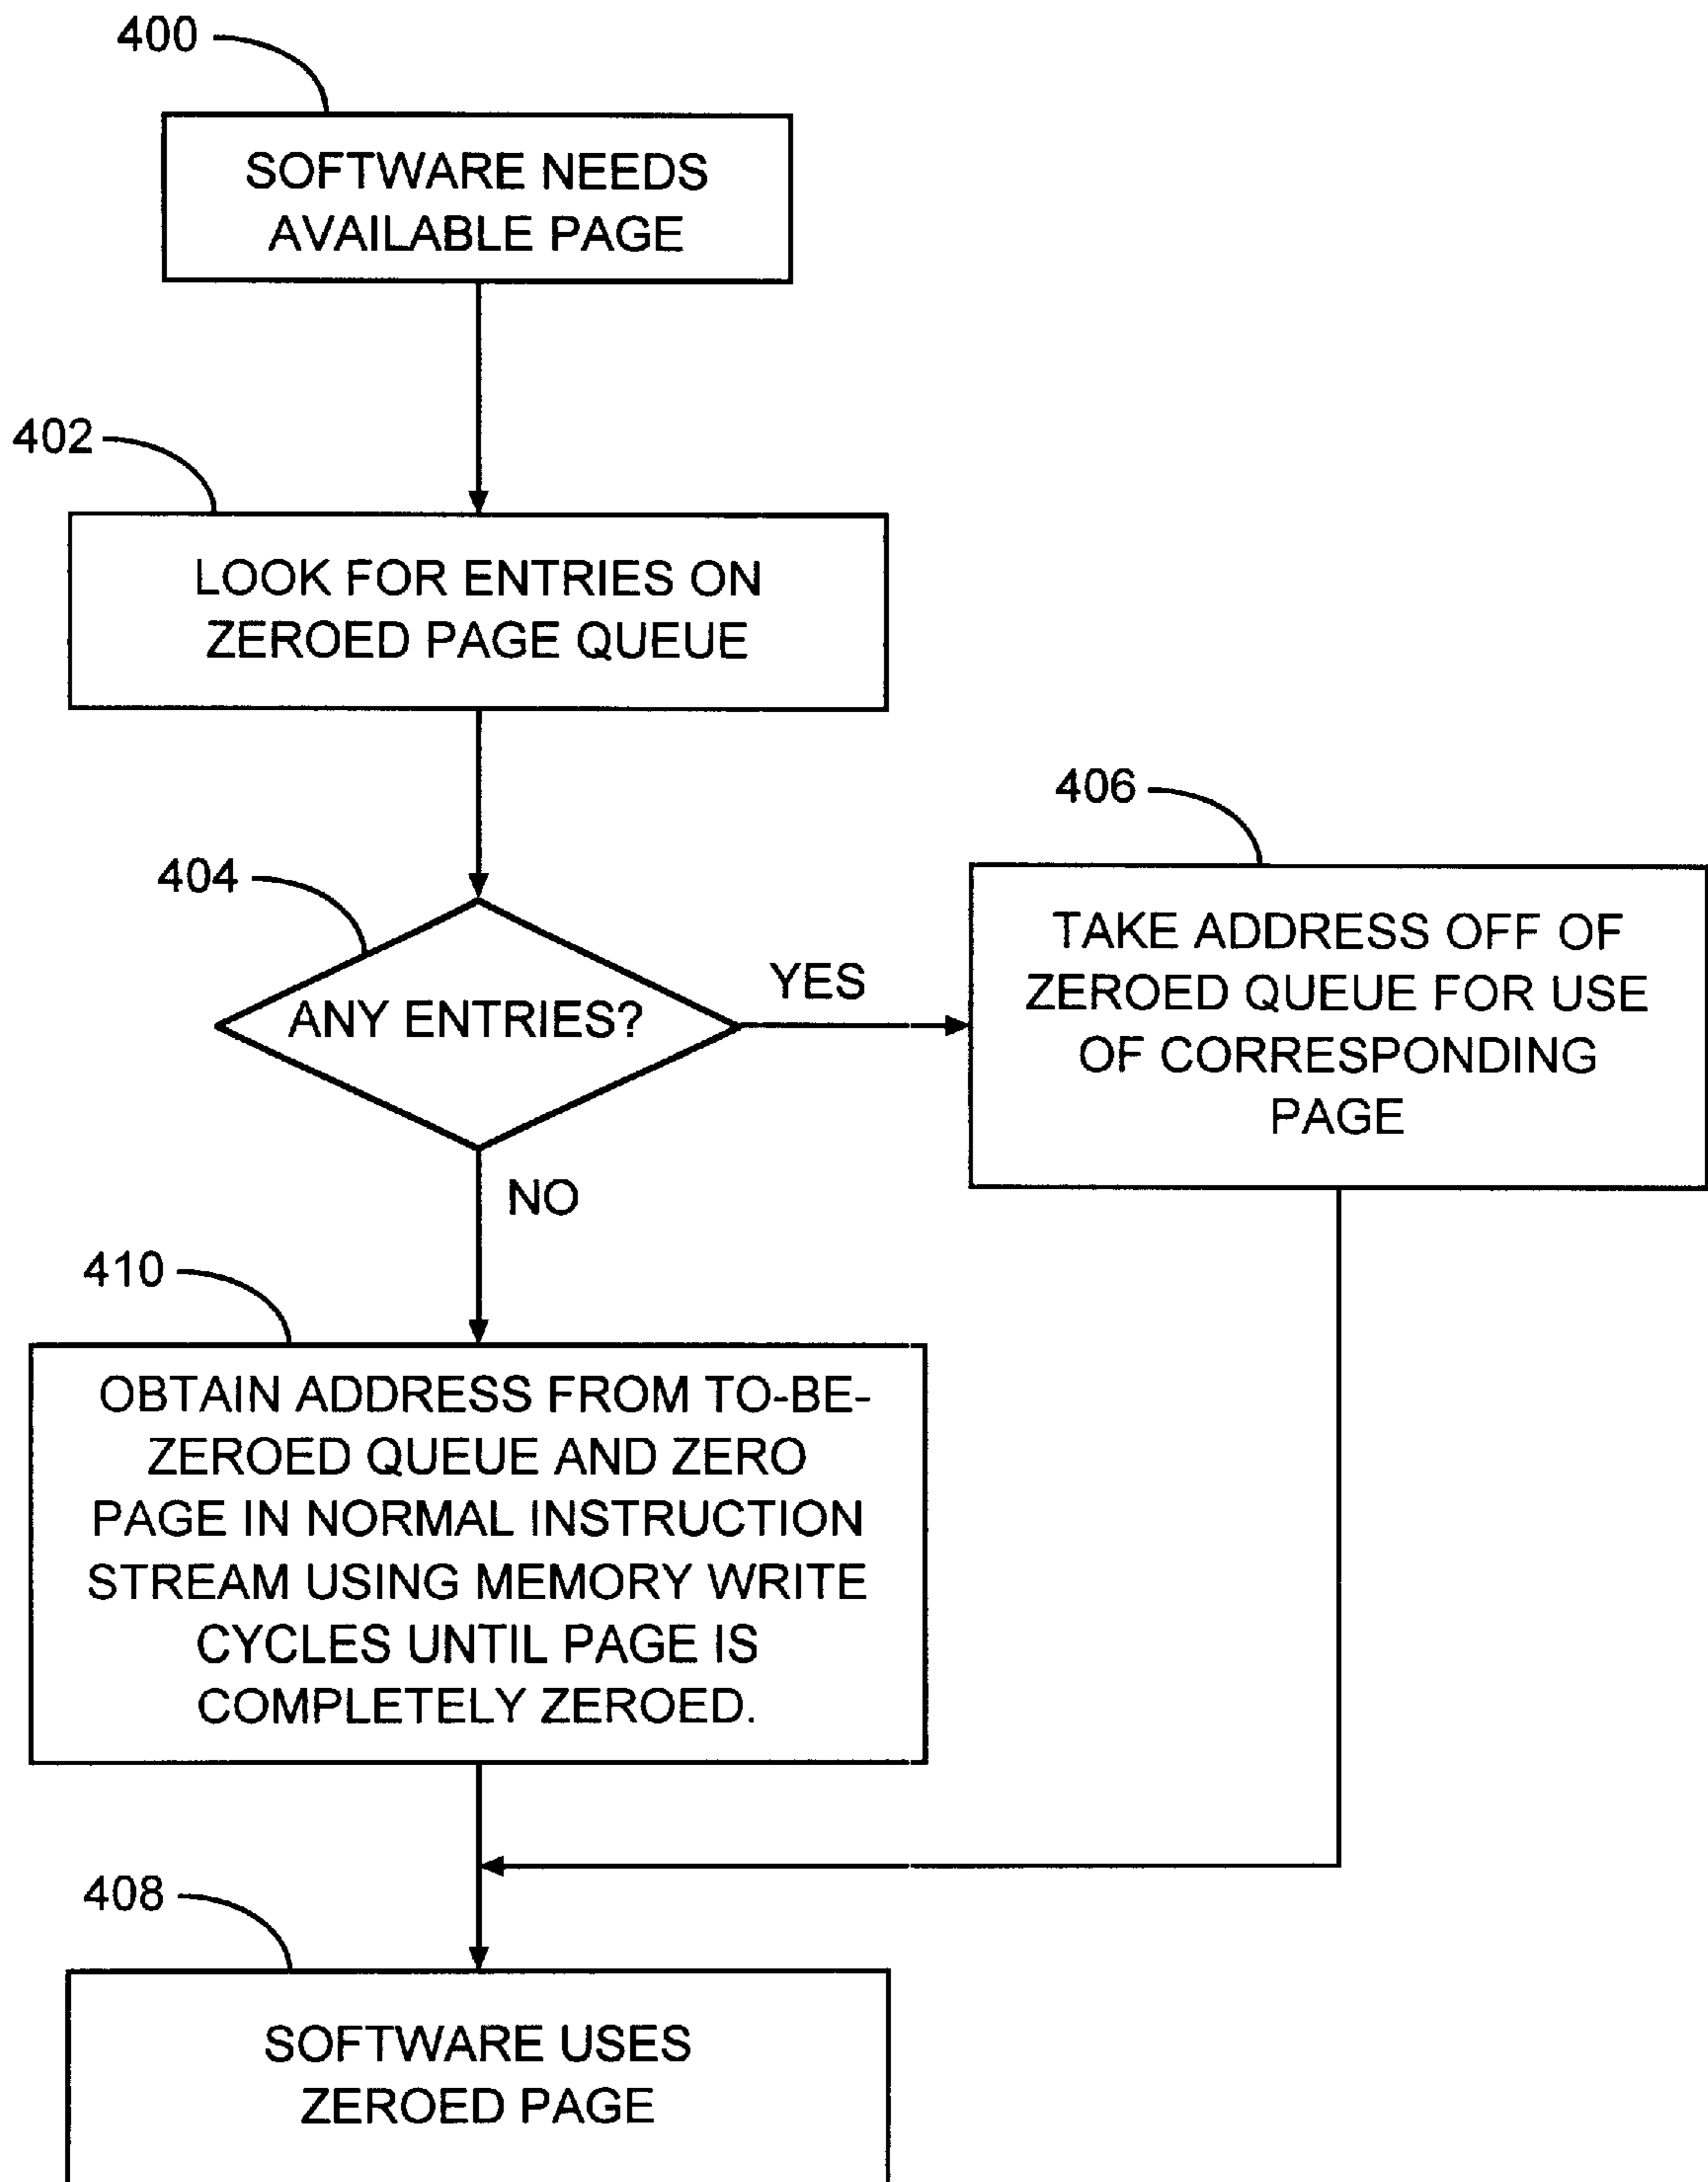 400
SOFTWARE NEEDS
AVAILABLE PAGE
402
LOOK FOR ENTRIES ON
ZEROED PAGE QUEUE
404
ANY ENTRIES?
YES
406
TAKE ADDRESS OFF OF
ZEROED QUEUE FOR USE
OF CORRESPONDING
PAGE
NO
410
OBTAIN ADDRESS FROM TO-BE-
ZEROED QUEUE AND ZERO
PAGE IN NORMAL INSTRUCTION
STREAM USING MEMORY WRITE
CYCLES UNTIL PAGE IS
COMPLETELY ZEROED.
408
SOFTWARE USES
ZEROED PAGE